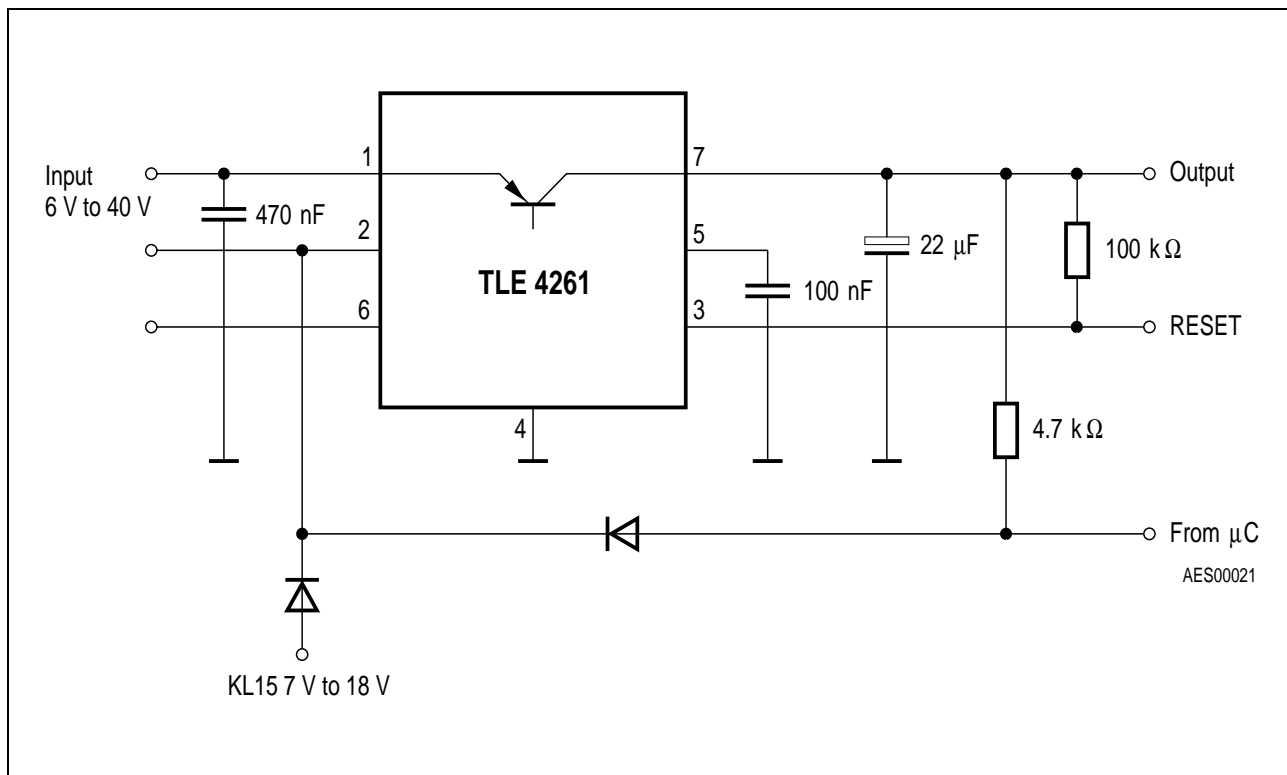 1
7
Input
6 V to 40 V
Output
470 nF
2
5
22 μF
100 kΩ
TLE 4261
100 nF
6
3
RESET
4
4.7 kΩ
From μC
AES00021
KL15 7 V to 18 V